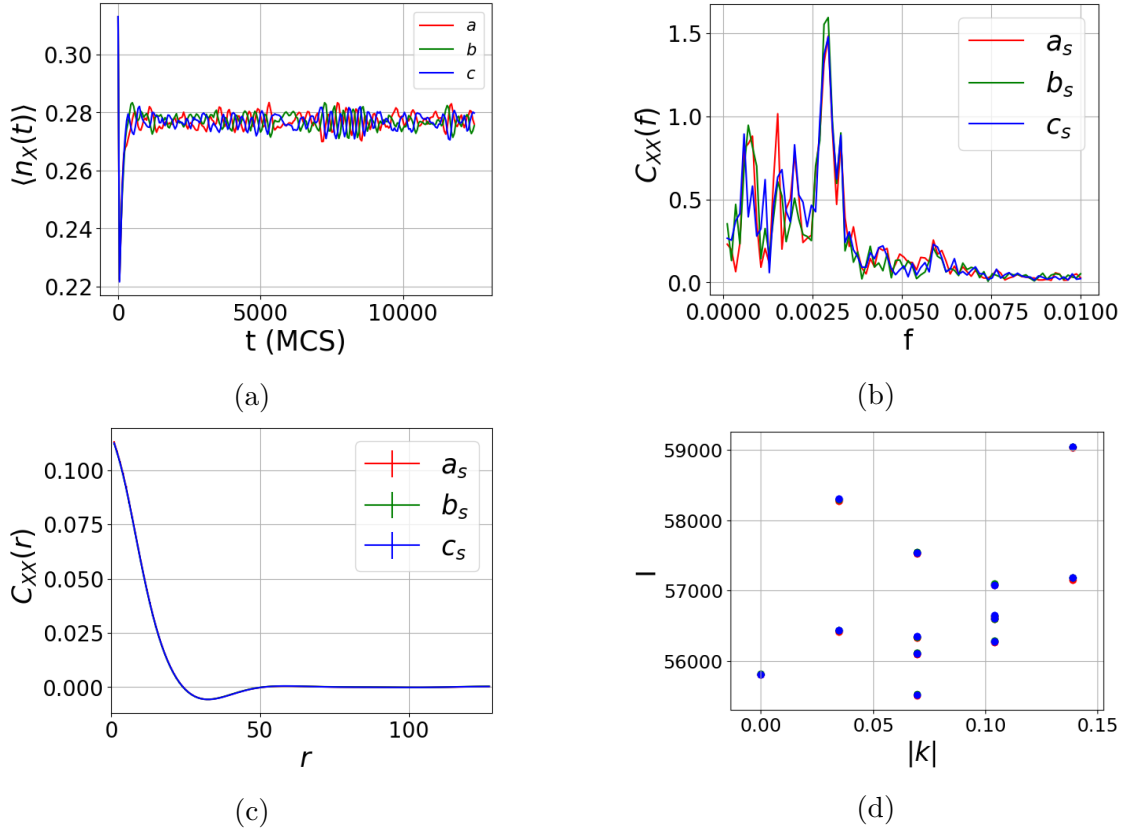 0.30
0.28
0.26
0.24
0.22
⟨n_X(t)⟩
0
5000
10000
t (MCS)
a
b
c
(a)
1.5
1.0
0.5
0.0
C_XX(f)
0.0000
0.0025
0.0050
0.0075
0.0100
f
a_s
b_s
c_s
(b)
0.100
0.075
0.050
0.025
0.000
C_XX(r)
0
50
100
r
a_s
b_s
c_s
(c)
59000
58000
57000
56000
I
0.00
0.05
0.10
0.15
|k|
(d)